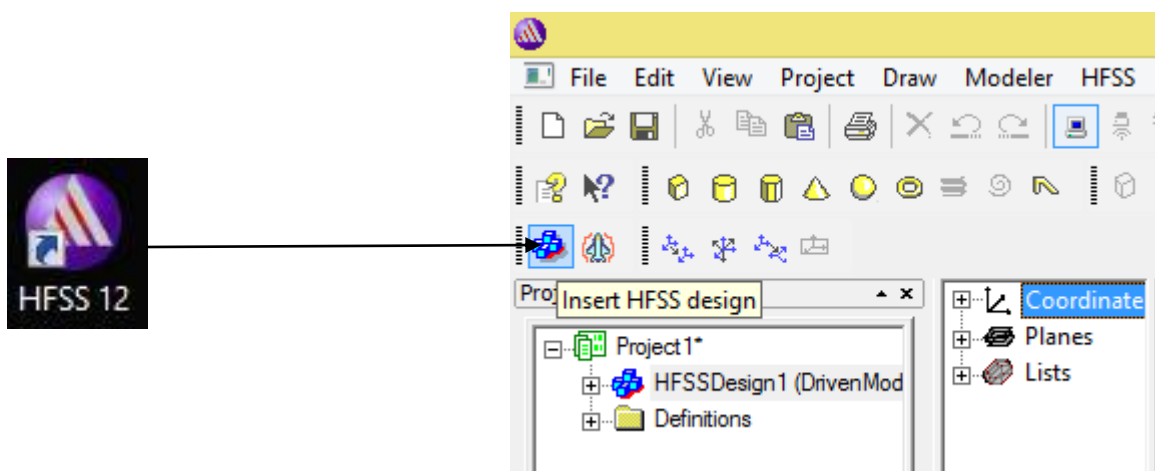 HFSS 12
File Edit View Project Draw Modeler HFSS
Insert HFSS design
Project1*
HFSSDesign1 (DrivenMod
Definitions
Coordinate
Planes
Lists